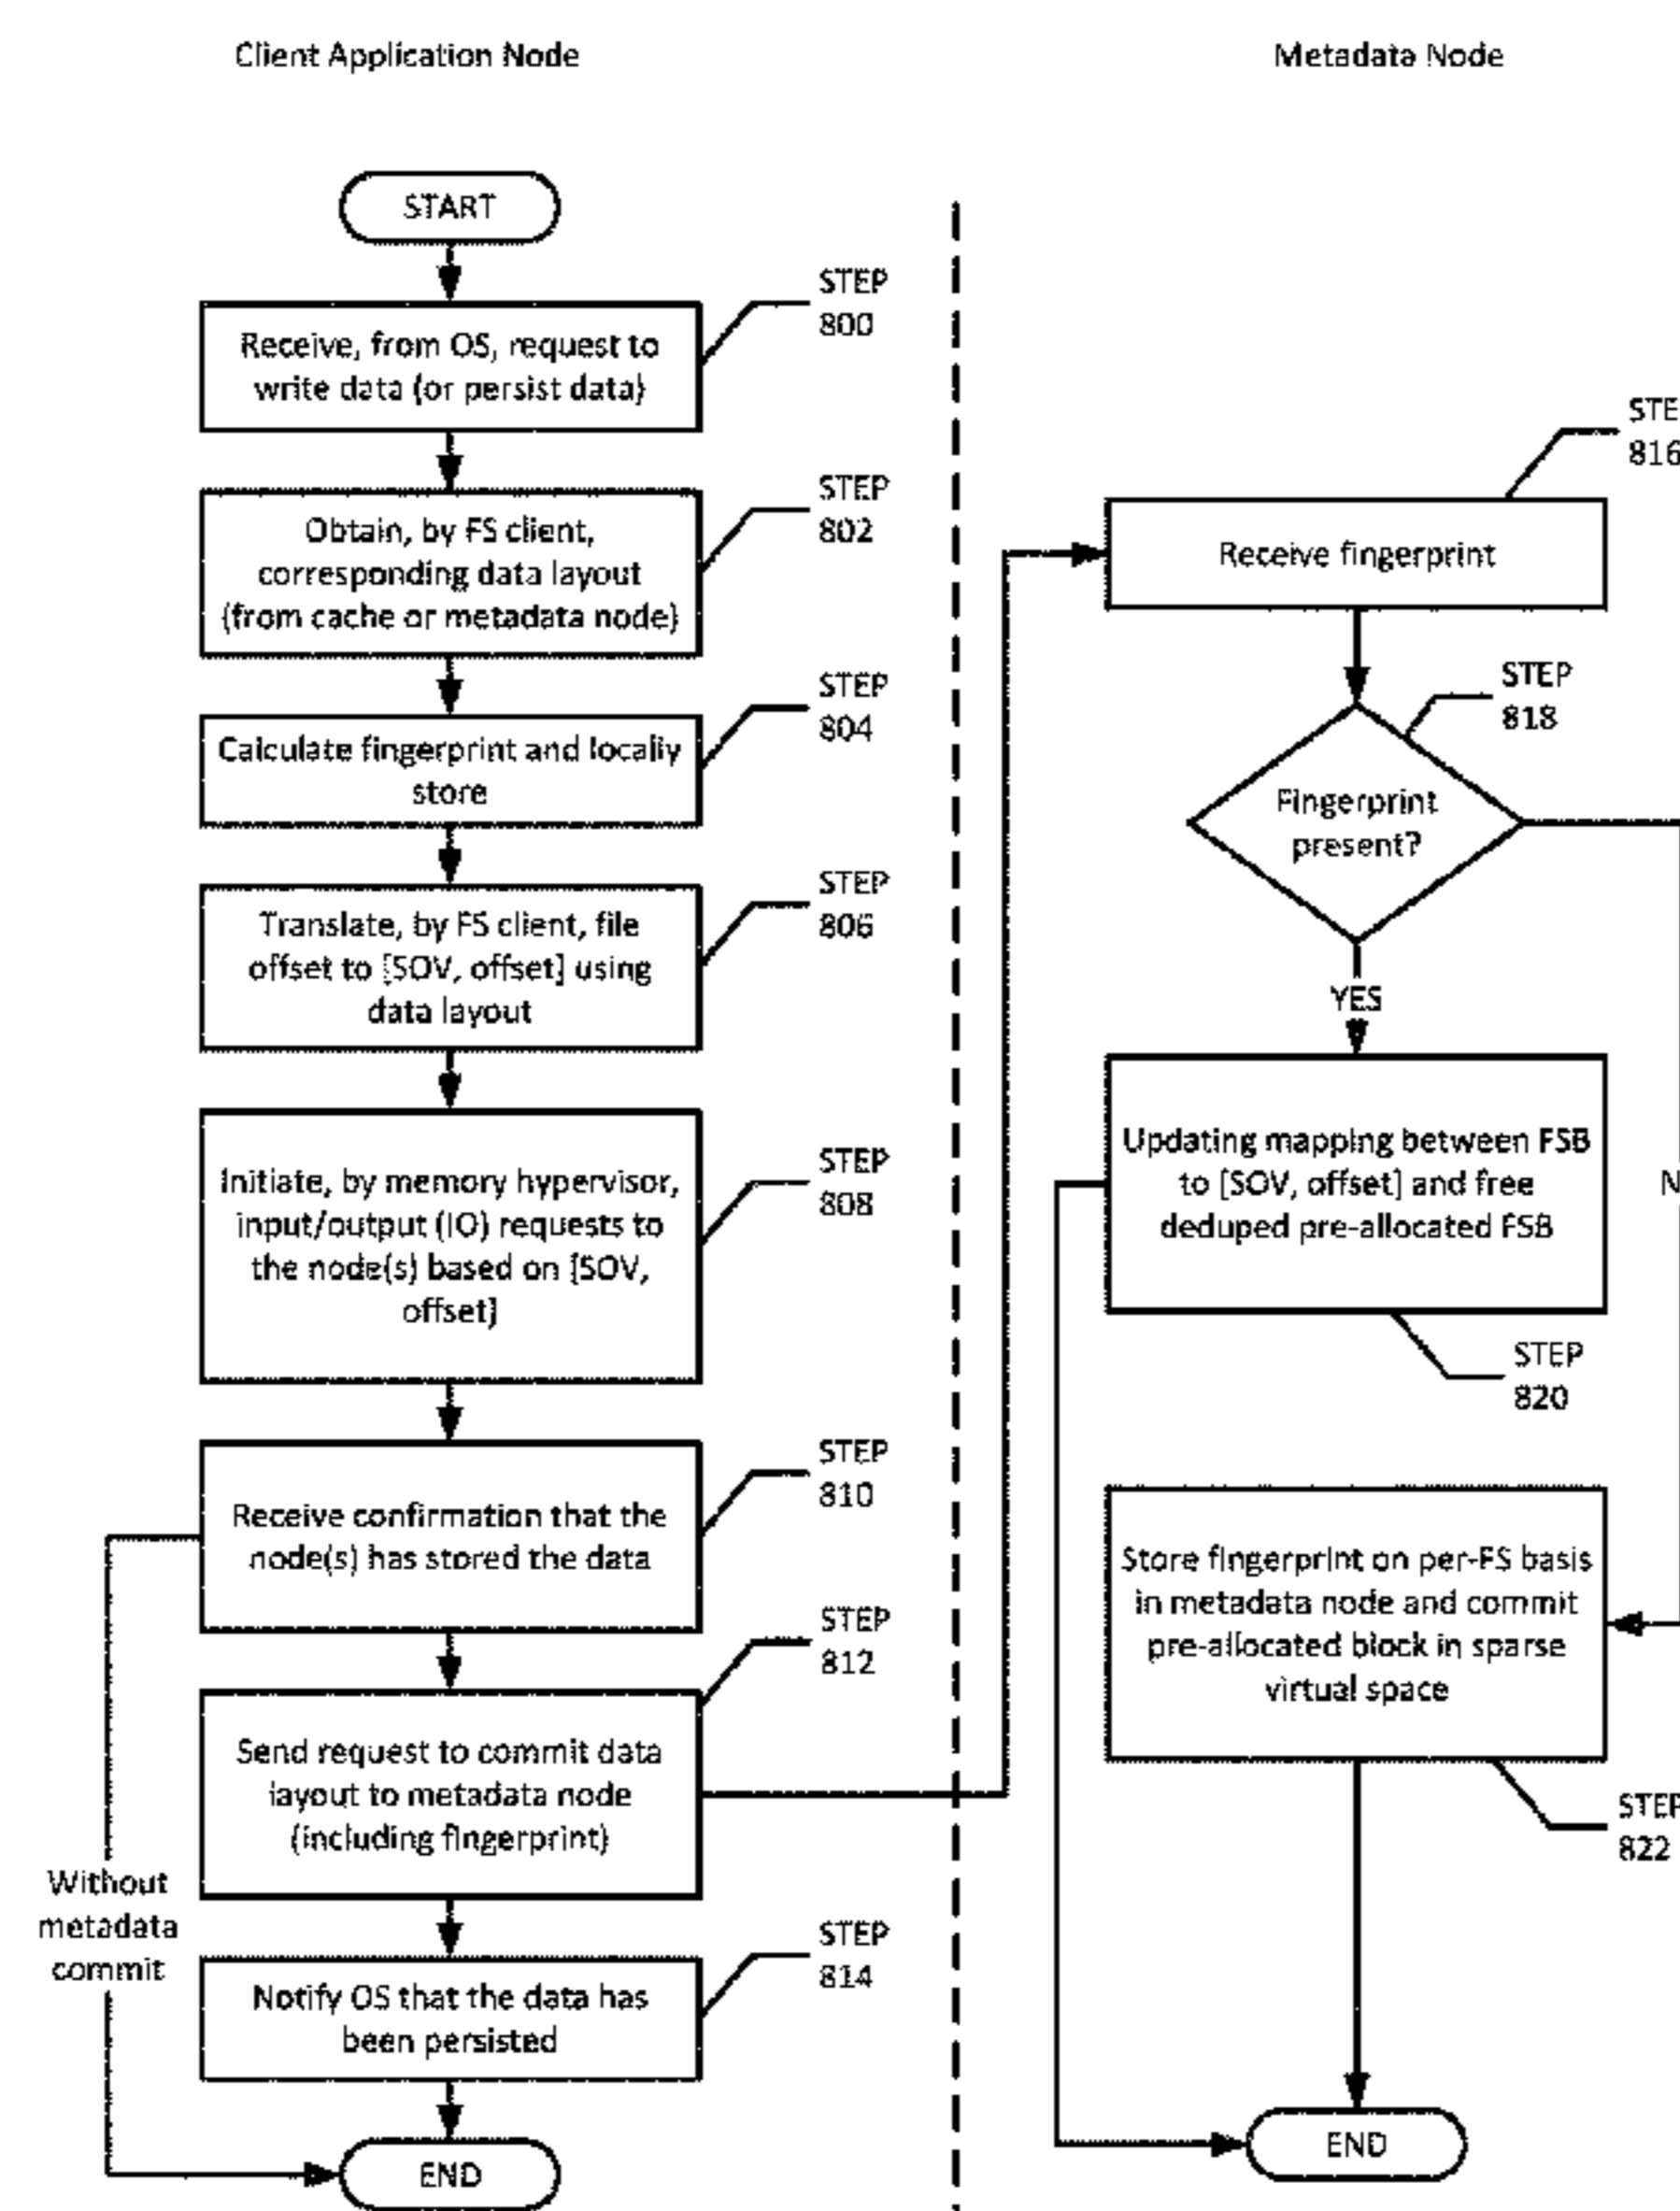 Client Application Node
START
STEP
800
Receive, from OS, request to
write data (or persist data)
STEP
802
Obtain, by FS client,
corresponding data layout
(from cache or metadata node)
STEP
804
Calculate fingerprint and locally
store
STEP
806
Translate, by FS client, file
offset to [SOV, offset] using
data layout
STEP
808
Initiate, by memory hypervisor,
input/output (IO) requests to
the node(s) based on [SOV,
offset]
STEP
810
Receive confirmation that the
node(s) has stored the data
STEP
812
Send request to commit data
layout to metadata node
(including fingerprint)
Without
metadata
commit
STEP
814
Notify OS that the data has
been persisted
END
Metadata Node
STE
816
Receive fingerprint
STEP
818
Fingerprint
present?
YES
N
Updating mapping between FSB
to [SOV, offset] and free
deduped pre-allocated FSB
STEP
820
Store fingerprint on per-FS basis
in metadata node and commit
pre-allocated block in sparse
virtual space
STEP
822
END